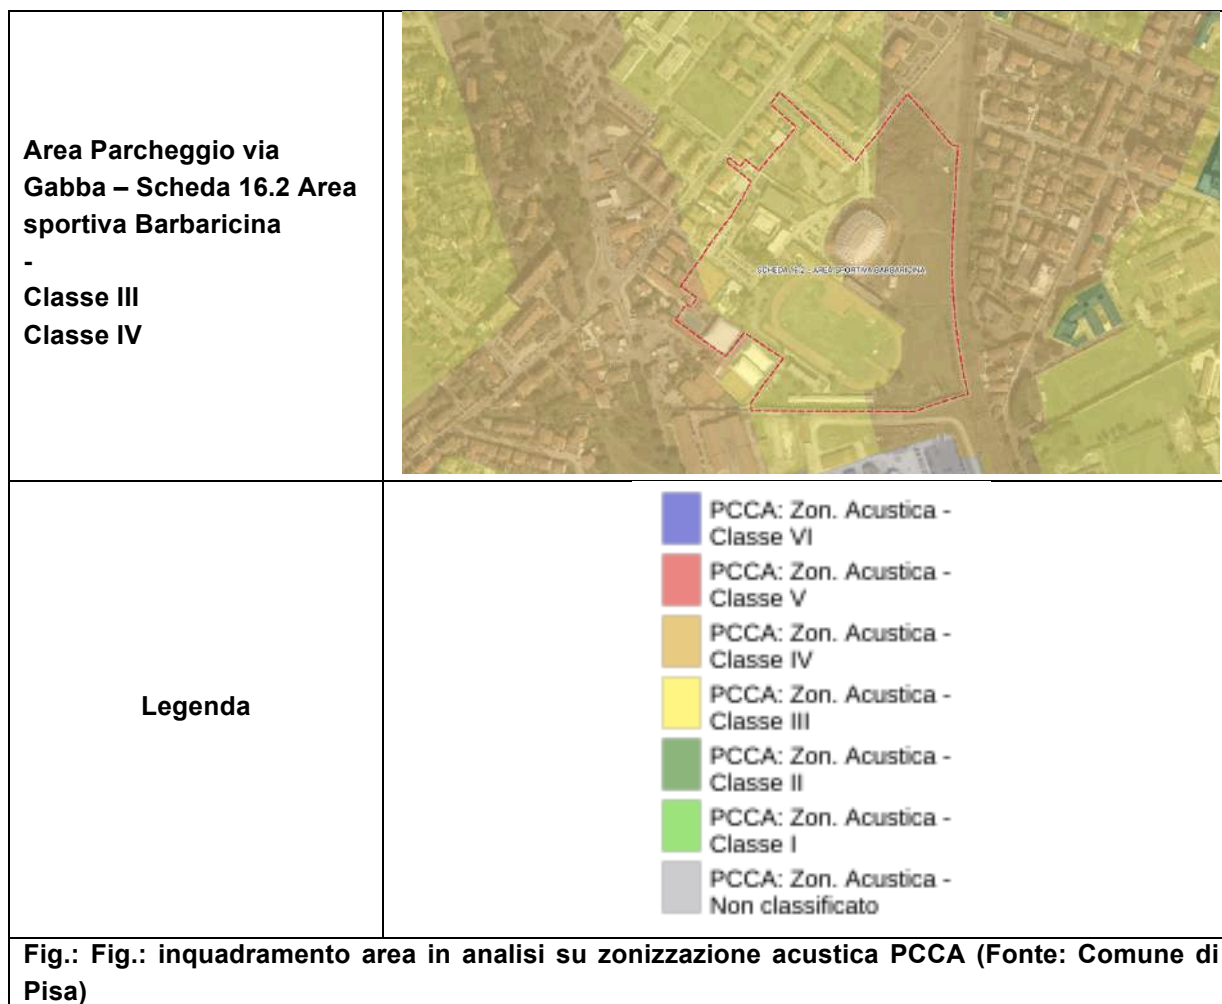 Area Parcheggio via
Gabba – Scheda 16.2 Area
sportiva Barbaricina
-
Classe III
Classe IV
SCHEDA 16.2 - AREA SPORTIVA BARBARICINA
Legenda
PCCA: Zon. Acustica -
Classe VI
PCCA: Zon. Acustica -
Classe V
PCCA: Zon. Acustica -
Classe IV
PCCA: Zon. Acustica -
Classe III
PCCA: Zon. Acustica -
Classe II
PCCA: Zon. Acustica -
Classe I
PCCA: Zon. Acustica -
Non classificato
Fig.: Fig.: inquadramento area in analisi su zonizzazione acustica PCCA (Fonte: Comune di
Pisa)